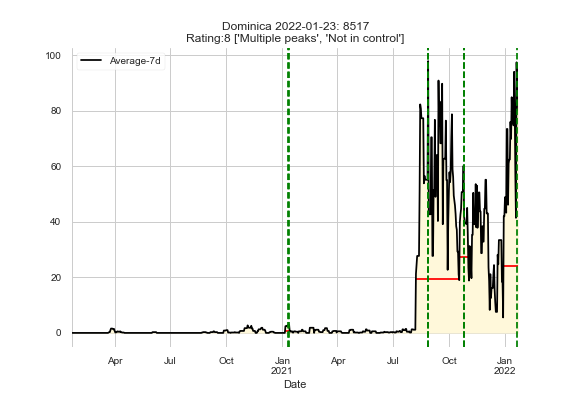 Dominica 2022-01-23: 8517
Rating:8 ['Multiple peaks', 'Not in control']
Average-7d
100
80
60
40
20
0
Apr
Jul
Oct
Jan
2021
Apr
Jul
Oct
Jan
2022
Date